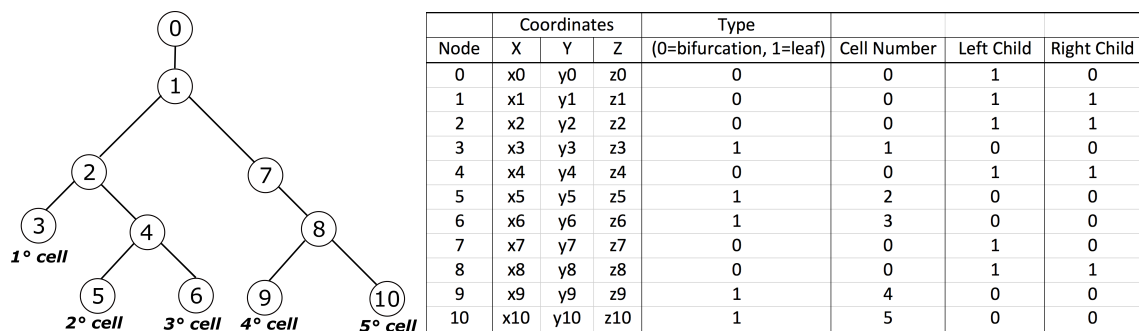 0
1
2
7
3
4
8
1° cell
5
6
9
10
2° cell 3° cell 4° cell 5° cell
Coordinates Type
Node X Y Z (0=bifurcation, 1=leaf) Cell Number Left Child Right Child
0 x0 y0 z0 0 0 1 0
1 x1 y1 z1 0 0 1 1
2 x2 y2 z2 0 0 1 1
3 x3 y3 z3 1 1 0 0
4 x4 y4 z4 0 0 1 1
5 x5 y5 z5 1 2 0 0
6 x6 y6 z6 1 3 0 0
7 x7 y7 z7 0 0 1 0
8 x8 y8 z8 0 0 1 1
9 x9 y9 z9 1 4 0 0
10 x10 y10 z10 1 5 0 0